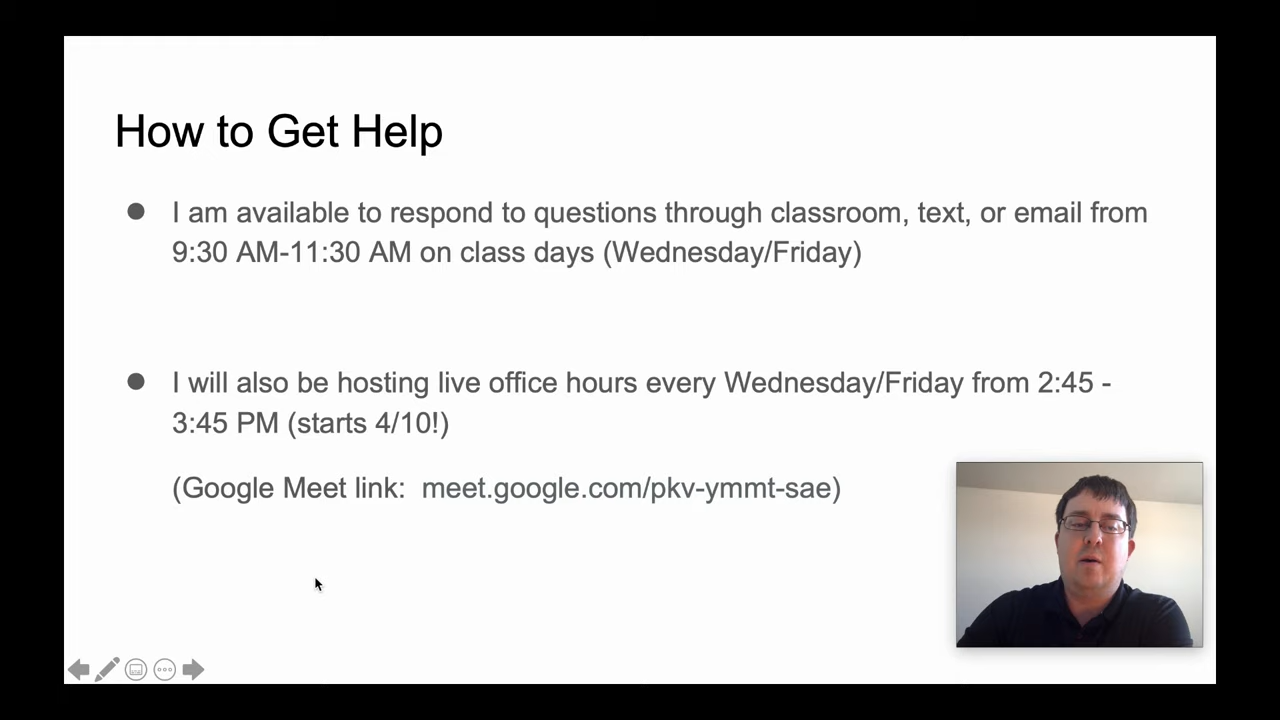 How to Get Help
● I am available to respond to questions through classroom, text, or email from
9:30 AM-11:30 AM on class days (Wednesday/Friday)
● I will also be hosting live office hours every Wednesday/Friday from 2:45 -
3:45 PM (starts 4/10!)
(Google Meet link:  meet.google.com/pkv-ymmt-sae)